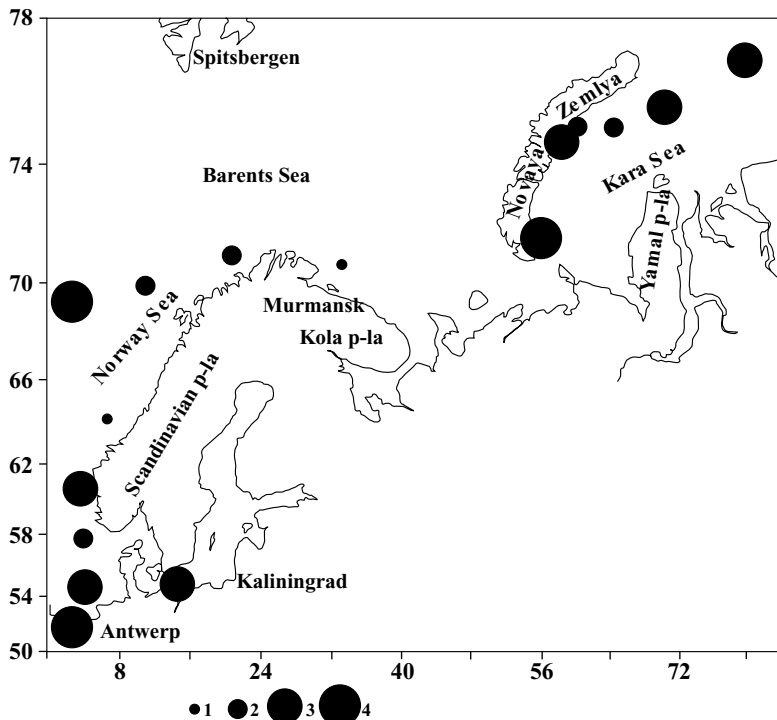 78
Spitsbergen
Novaya Zemlya
74
Barents Sea
Kara Sea
Yamal p-la
70
Norway Sea
Murmansk
Kola p-la
66
Scandinavian p-la
62
58
Kaliningrad
54
Antwerp
50
8 24 40 56 72
1 2 3 4